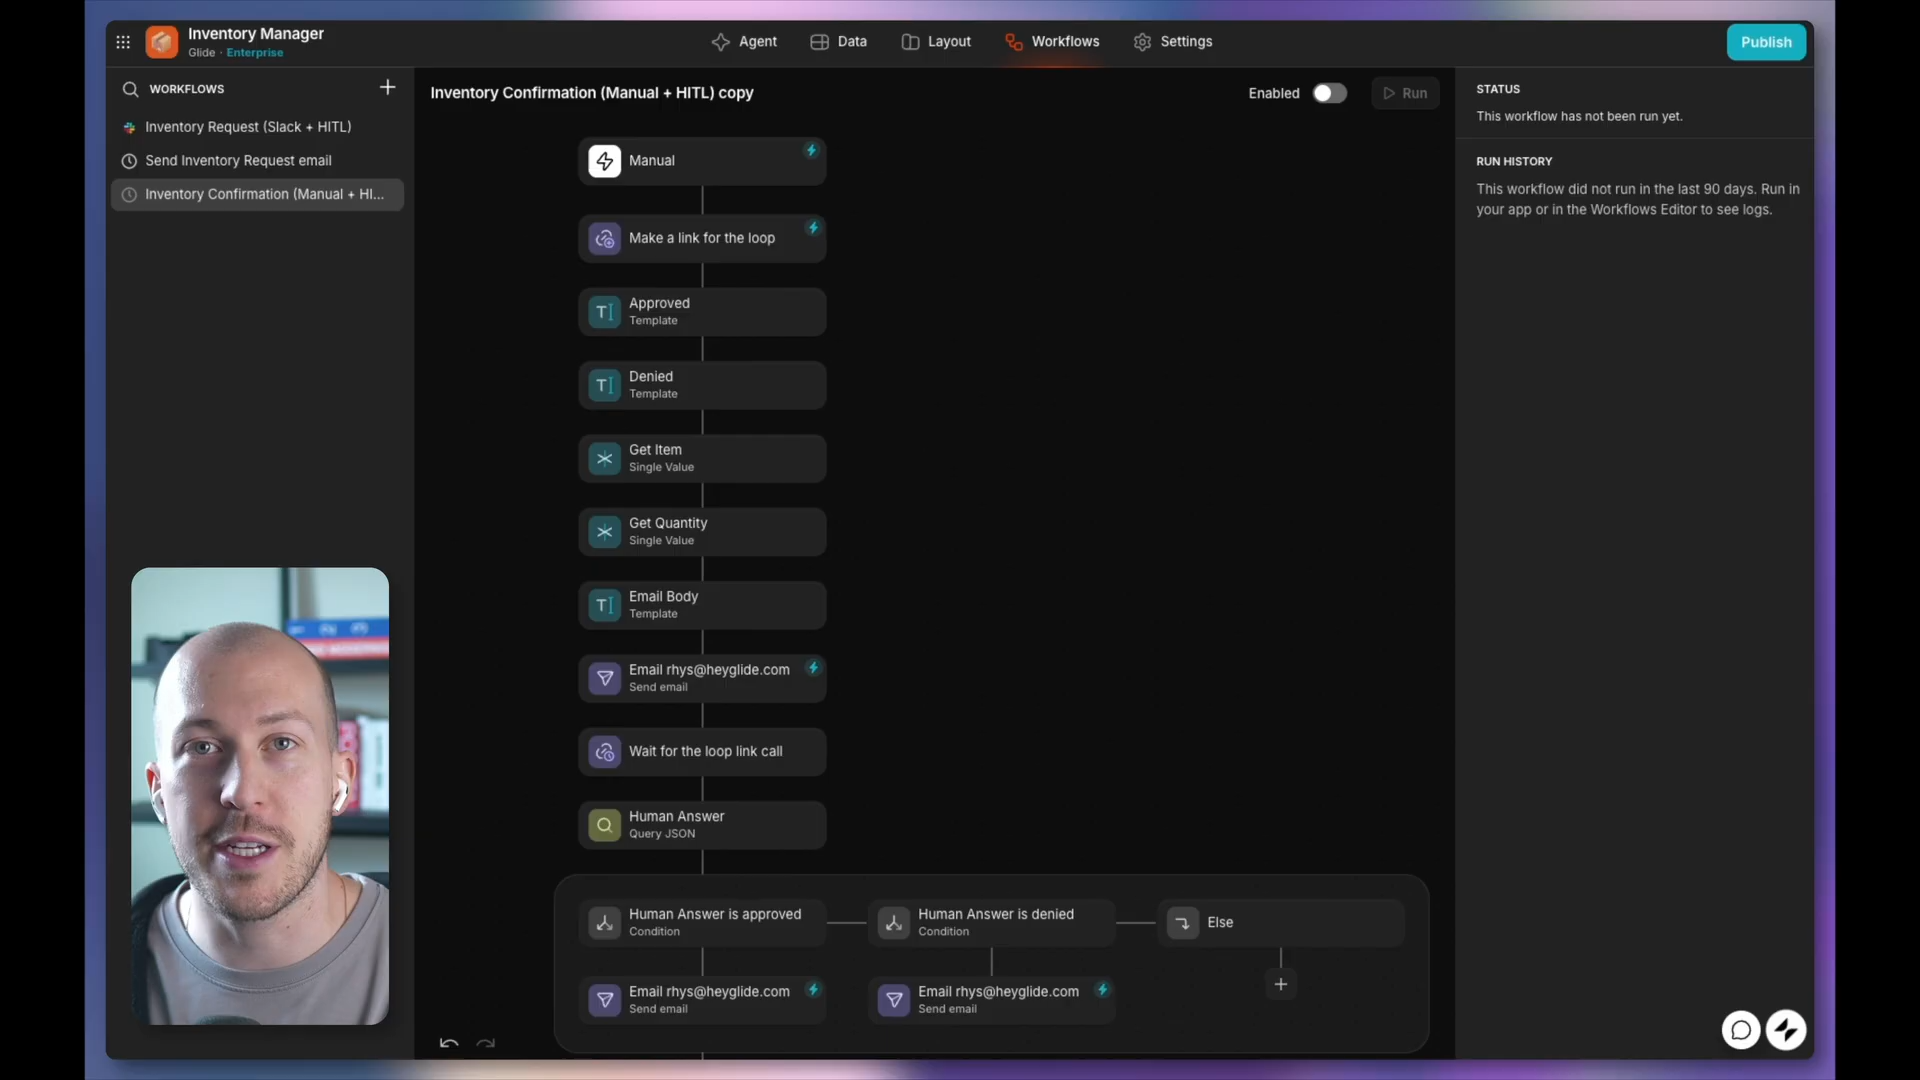 Inventory Manager
Glide · Enterprise
Agent
Data
Layout
Workflows
Settings
Publish
WORKFLOWS
Inventory Request (Slack + HITL)
Send Inventory Request email
Inventory Confirmation (Manual + HI...
Inventory Confirmation (Manual + HITL) copy
Enabled
Run
Manual
Make a link for the loop
Approved
Template
Denied
Template
Get Item
Single Value
Get Quantity
Single Value
Email Body
Template
Email rhys@heyglide.com
Send email
Wait for the loop link call
Human Answer
Query JSON
Human Answer is approved
Condition
Human Answer is denied
Condition
Else
Email rhys@heyglide.com
Send email
Email rhys@heyglide.com
Send email
STATUS
This workflow has not been run yet.
RUN HISTORY
This workflow did not run in the last 90 days. Run in
your app or in the Workflows Editor to see logs.